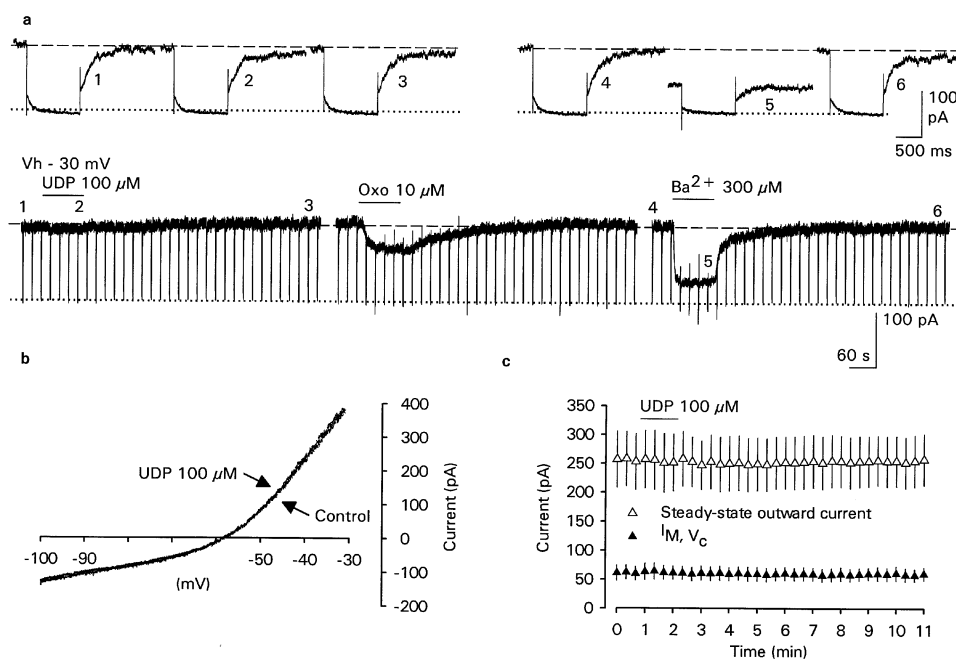 a
1
2
3
4
5
6
100
pA
500 ms
Vh - 30 mV
UDP 100 μM
Oxo 10 μM
Ba2+ 300 μM
1
2
3
4
5
6
100 pA
60 s
b
400
300
200
100
0
-100
-200
Current (pA)
UDP 100 μM
Control
-100
-90
-50
-40
-30
(mV)
c
UDP 100 μM
350
300
250
200
150
100
50
0
Current (pA)
△ Steady-state outward current
▲ IM, Vc
0 1 2 3 4 5 6 7 8 9 10 11
Time (min)